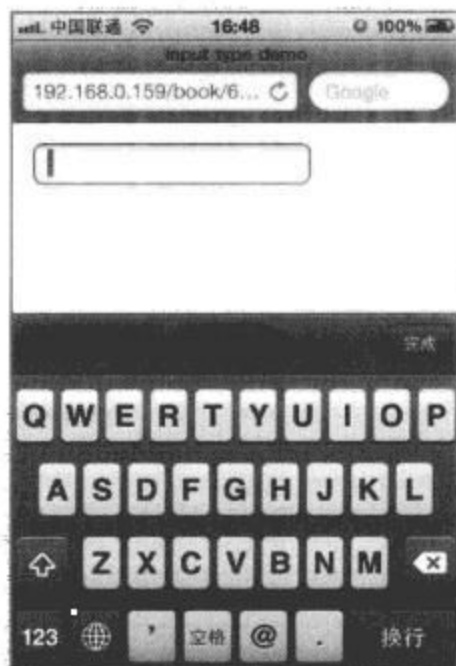 中国联通 16:48 100%
input type demo
192.168.0.159/book/6... Google
完成
Q W E R T Y U I O P
A S D F G H J K L
Z X C V B N M
123 ' 空格 @ . 换行